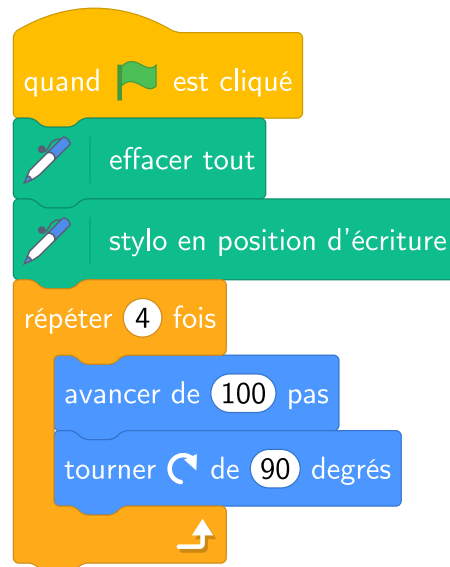 quand est cliqué
effacer tout
stylo en position d'écriture
répéter 4 fois
avancer de 100 pas
tourner de 90 degrés